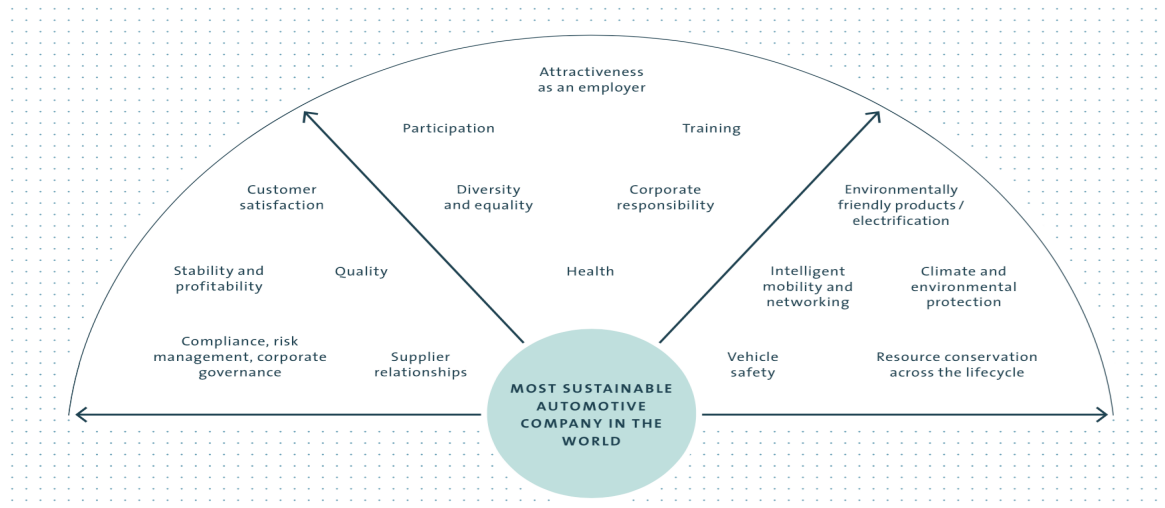 Attractiveness
as an employer
Participation
Training
Customer
satisfaction
Diversity
and equality
Corporate
responsibility
Environmentally
friendly products /
electrification
Stability and
profitability
Quality
Health
Intelligent
mobility and
networking
Climate and
environmental
protection
Compliance, risk
management, corporate
governance
Supplier
relationships
Vehicle
safety
Resource conservation
across the lifecycle
MOST SUSTAINABLE
AUTOMOTIVE
COMPANY IN THE
WORLD